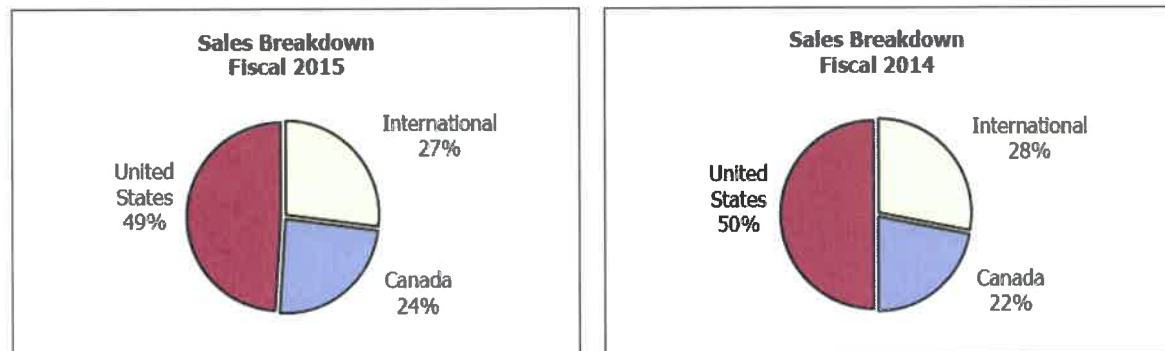 Sales Breakdown
Fiscal 2015
International
27%
United
States
49%
Canada
24%
Sales Breakdown
Fiscal 2014
International
28%
United
States
50%
Canada
22%